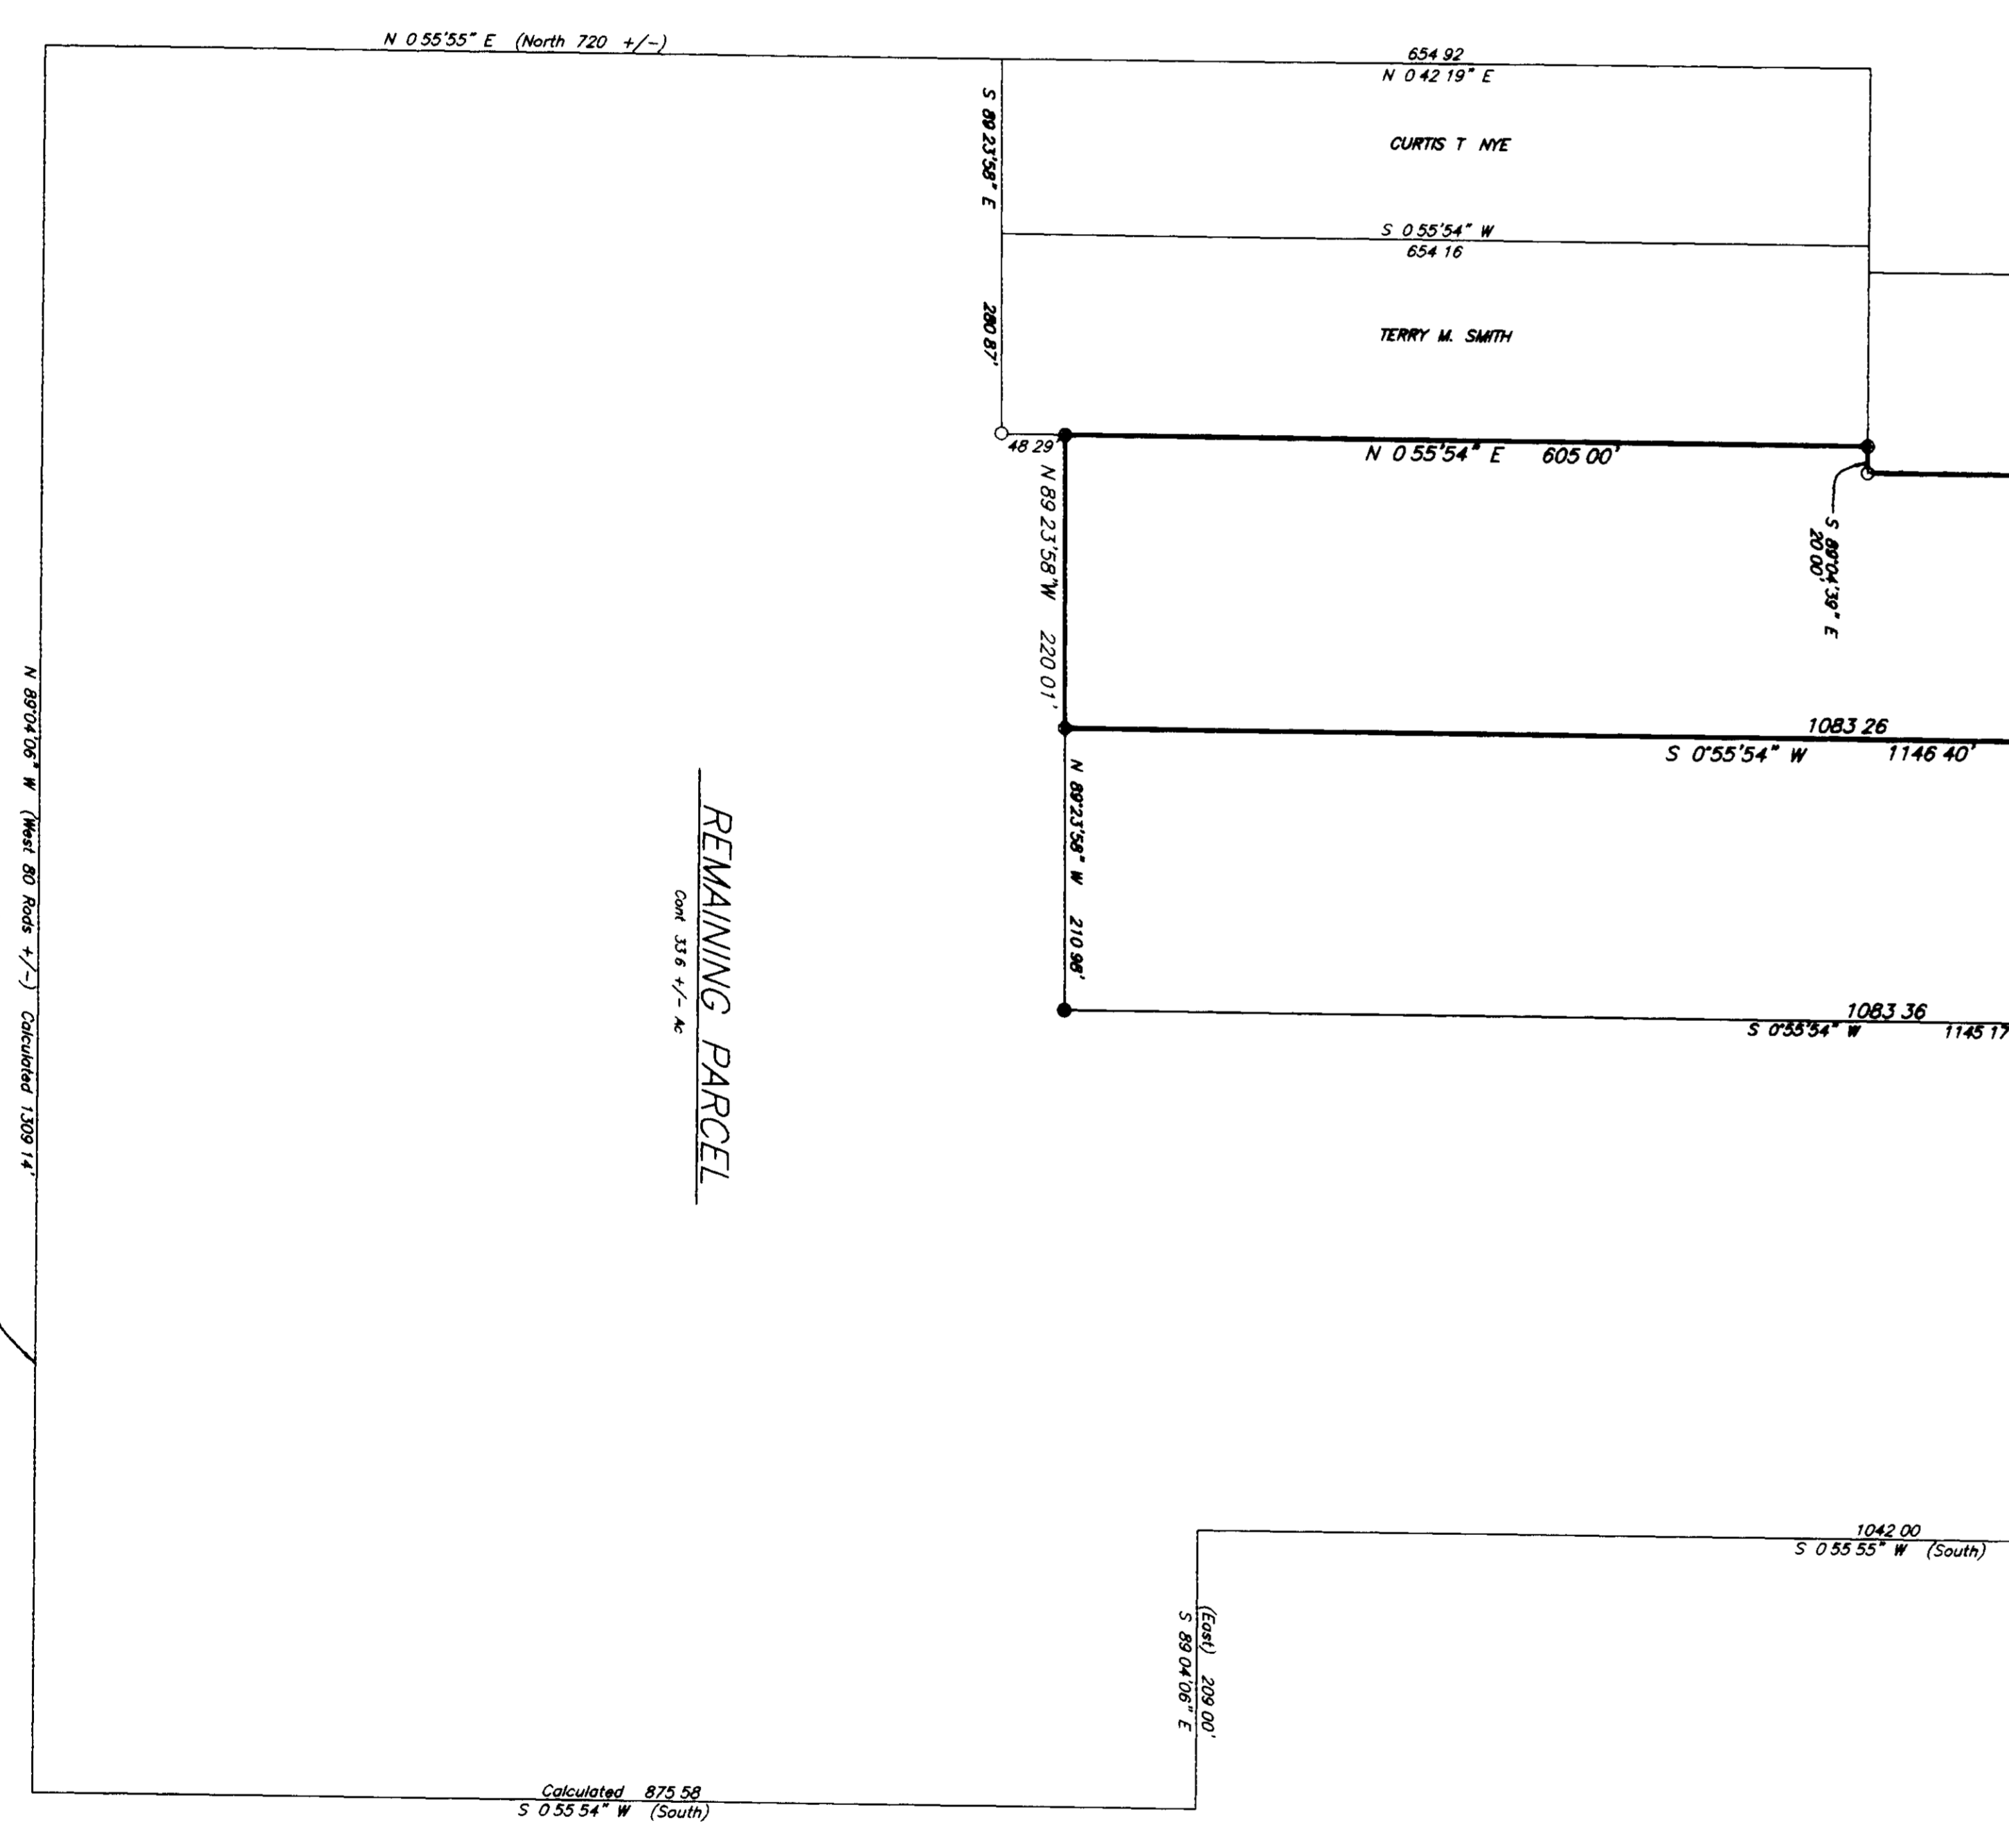 N 0 55'55" E (North 720 +/-)
654 92
N 0 42 19" E
S 89 23'58" E
280 87'
CURTIS T NYE
S 0 55'54" W
654 16
TERRY M. SMITH
48 29'
N 0 55'54" E 605 00'
S 89°04'39" E
20 00'
N 89 23'58"W 220 01'
1083 26
S 0°55'54" W 1146 40'
N 89°23'58" W 210 98'
1083 36
S 0°55'54" W 1145 17
N 89°04'06" W (West 80 Rods +/-) Calculated 1309 14'
REMAINING PARCEL
Cont 33 6 +/- Ac
1042 00
S 0 55 55" W (South)
(East) 209 00'
S 89 04'06" E
Calculated 875 58
S 0 55 54" W (South)